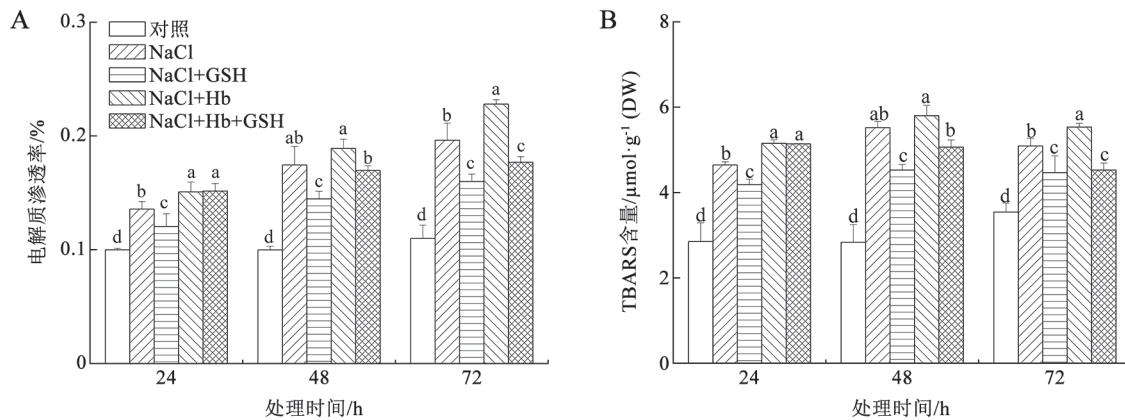 A
0.3
0.2
0.1
0
电解质渗透率/%
对照
NaCl
NaCl+GSH
NaCl+Hb
NaCl+Hb+GSH
d b c a a
d ab c a b
d b c a c
24 48 72
处理时间/h
B
8
6
4
2
0
TBARS含量/μmol·g⁻¹ (DW)
d b c a a
d ab c a b
d b c a c
24 48 72
处理时间/h